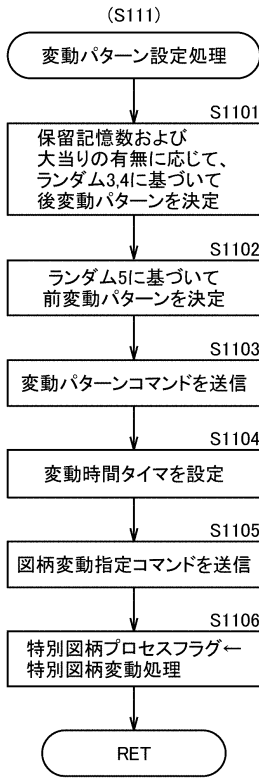 (S111)
変動パターン設定処理
S1101
保留記憶数および
大当りの有無に応じて、
ランダム3,4に基づいて
後変動パターンを決定
S1102
ランダム5に基づいて
前変動パターンを決定
S1103
変動パターンコマンドを送信
S1104
変動時間タイマを設定
S1105
図柄変動指定コマンドを送信
S1106
特別図柄プロセスフラグ←
特別図柄変動処理
RET